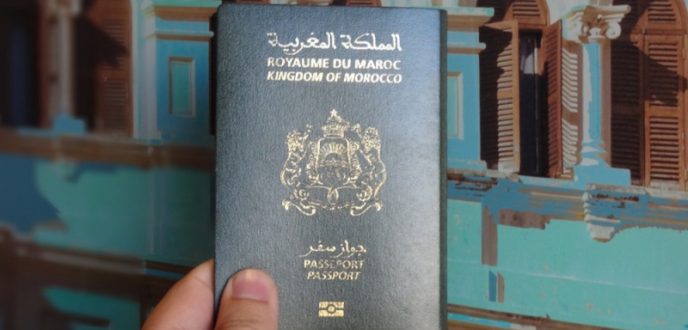 المملكة المغربية
ROYAUME DU MAROC
KINGDOM OF MOROCCO
جواز سفر
PASSEPORT
PASSPORT